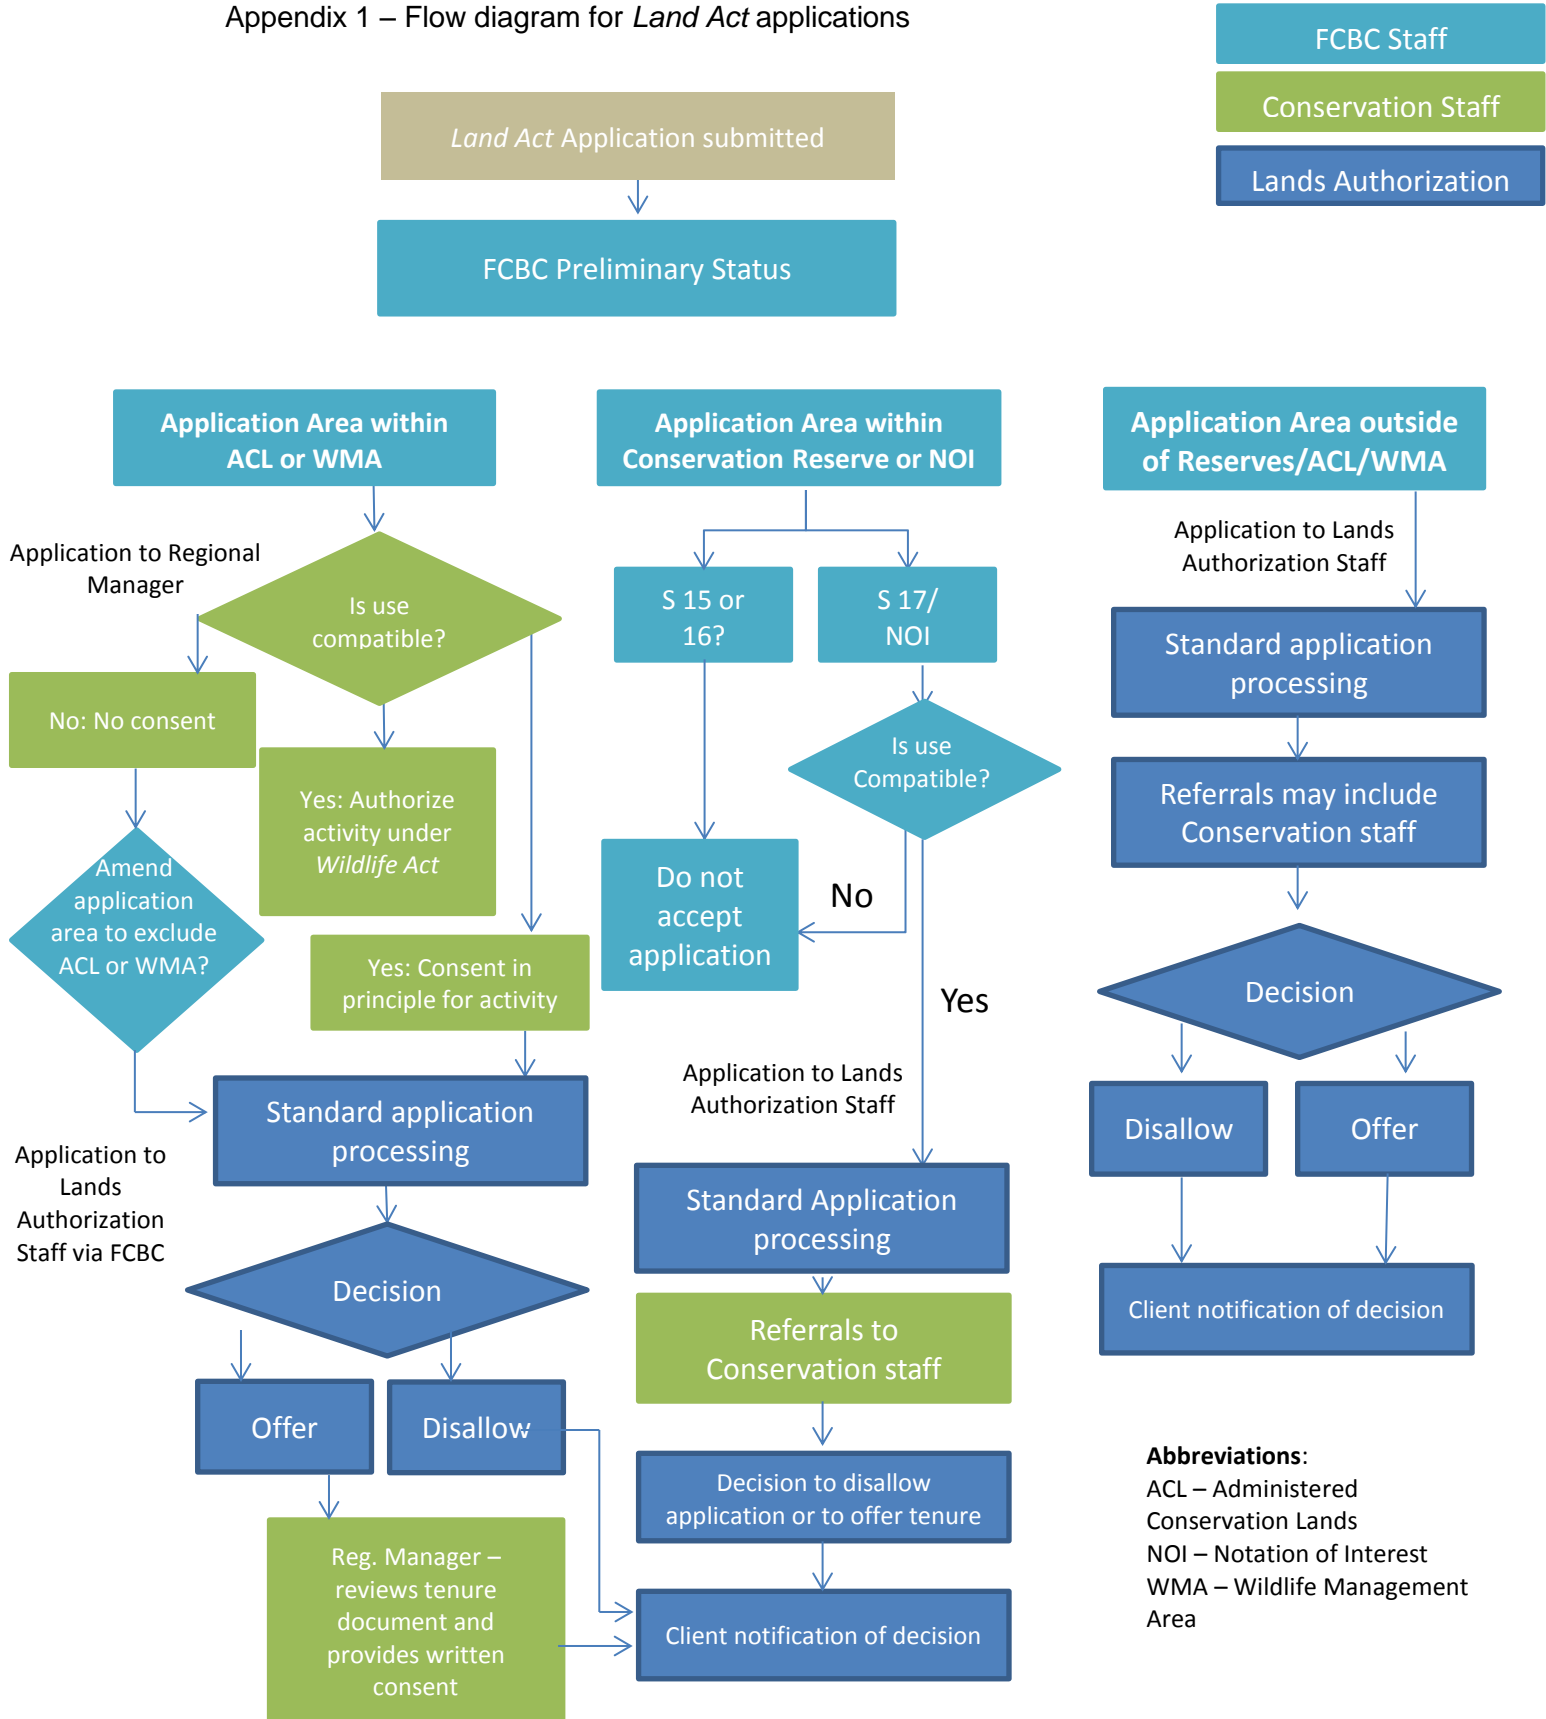 Appendix 1 – Flow diagram for Land Act applications
FCBC Staff
Conservation Staff
Lands Authorization
Land Act Application submitted
FCBC Preliminary Status
Application Area within
ACL or WMA
Application Area within
Conservation Reserve or NOI
Application Area outside
of Reserves/ACL/WMA
Application to Regional
Manager
Is use
compatible?
No: No consent
Yes: Authorize
activity under
Wildlife Act
Amend
application
area to exclude
ACL or WMA?
Yes: Consent in
principle for activity
Standard application
processing
Application to
Lands
Authorization
Staff via FCBC
Decision
Offer
Disallow
Reg. Manager –
reviews tenure
document and
provides written
consent
S 15 or
16?
S 17/
NOI
Is use
Compatible?
Do not
accept
application
No
Yes
Application to Lands
Authorization Staff
Standard Application
processing
Referrals to
Conservation staff
Decision to disallow
application or to offer tenure
Client notification of decision
Application to Lands
Authorization Staff
Standard application
processing
Referrals may include
Conservation staff
Decision
Disallow
Offer
Client notification of decision
Abbreviations:
ACL – Administered
Conservation Lands
NOI – Notation of Interest
WMA – Wildlife Management
Area